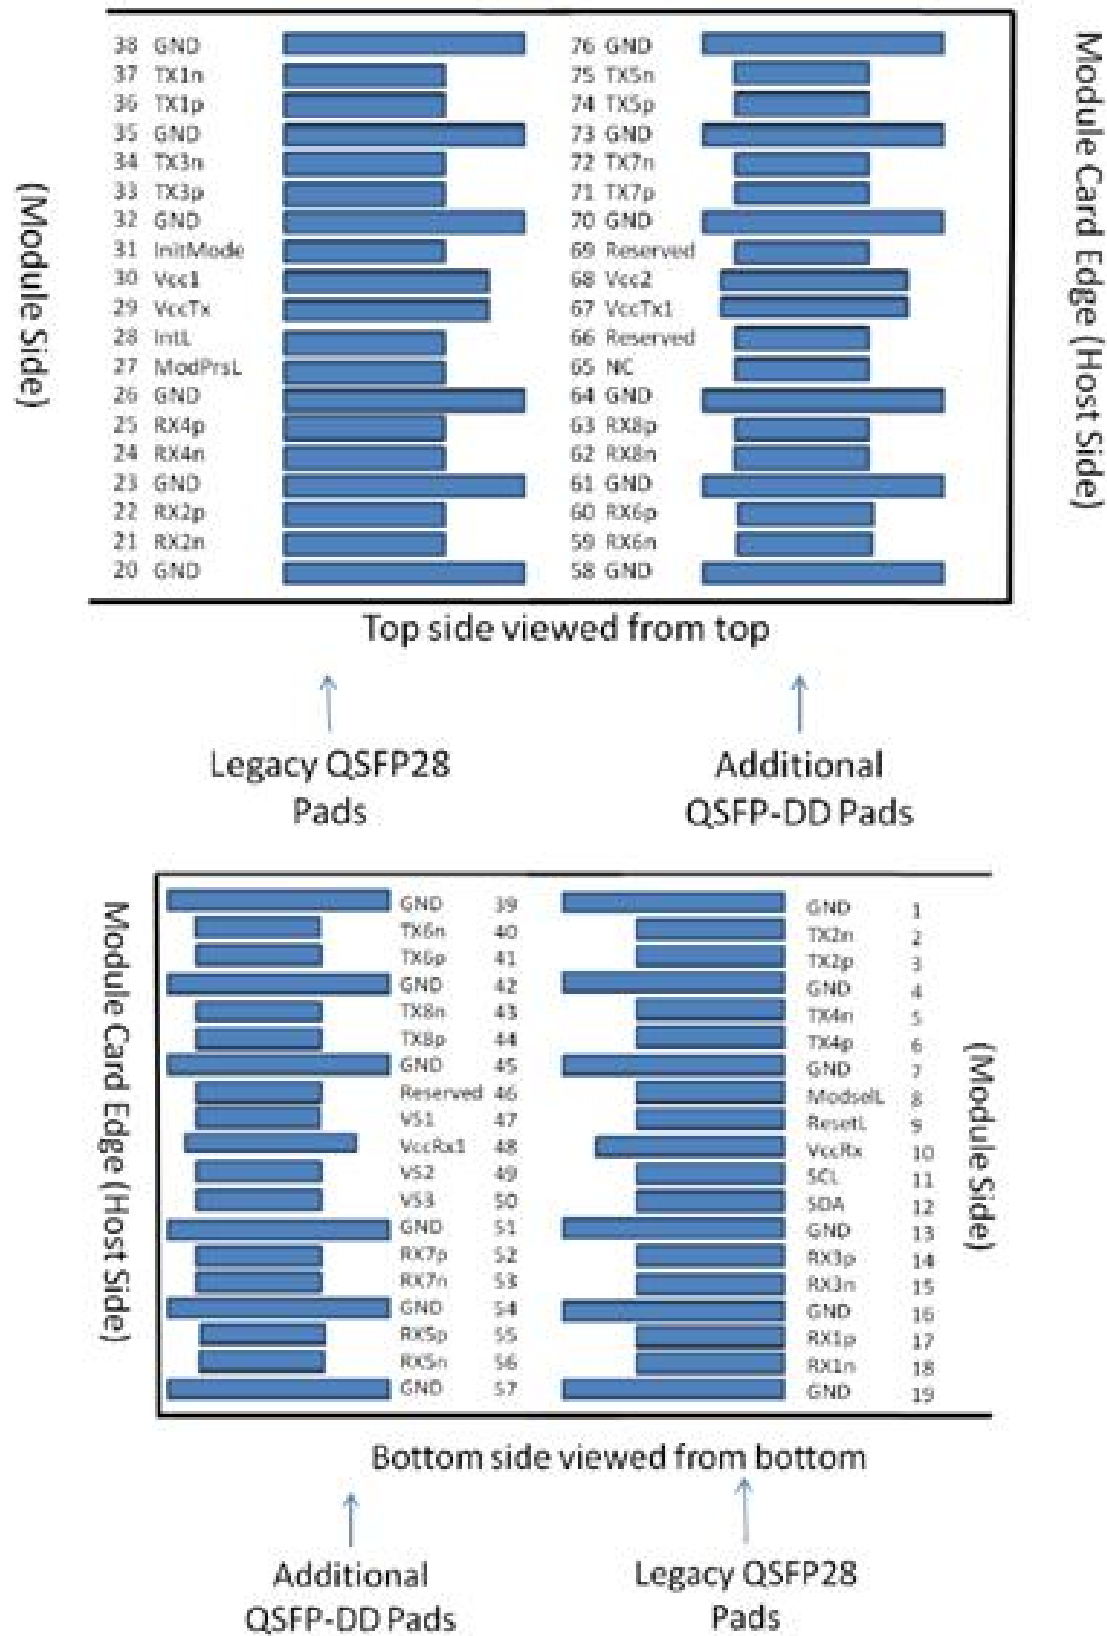 38 GND
37 TX1n
36 TX1p
35 GND
34 TX3n
33 TX3p
32 GND
31 InitMode
30 Vcc1
29 VccTx
28 IntL
27 ModPrsL
26 GND
25 RX4p
24 RX4n
23 GND
22 RX2p
21 RX2n
20 GND
76 GND
75 TX5n
74 TX5p
73 GND
72 TX7n
71 TX7p
70 GND
69 Reserved
68 Vcc2
67 VccTx1
66 Reserved
65 NC
64 GND
63 RX8p
62 RX8n
61 GND
60 RX6p
59 RX6n
58 GND
(Module Side)
Module Card Edge (Host Side)
Top side viewed from top
Legacy QSFP28
Pads
Additional
QSFP-DD Pads
Module Card Edge (Host Side)
GND 39
TX6n 40
TX6p 41
GND 42
TX8n 43
TX8p 44
GND 45
Reserved 46
VS1 47
VccRx1 48
VS2 49
VS3 50
GND 51
RX7p 52
RX7n 53
GND 54
RX5p 55
RX5n 56
GND 57
GND 1
TX2n 2
TX2p 3
GND 4
TX4n 5
TX4p 6
GND 7
ModselL 8
ResetL 9
VccRx 10
SCL 11
SDA 12
GND 13
RX3p 14
RX3n 15
GND 16
RX1p 17
RX1n 18
GND 19
(Module Side)
Bottom side viewed from bottom
Additional
QSFP-DD Pads
Legacy QSFP28
Pads